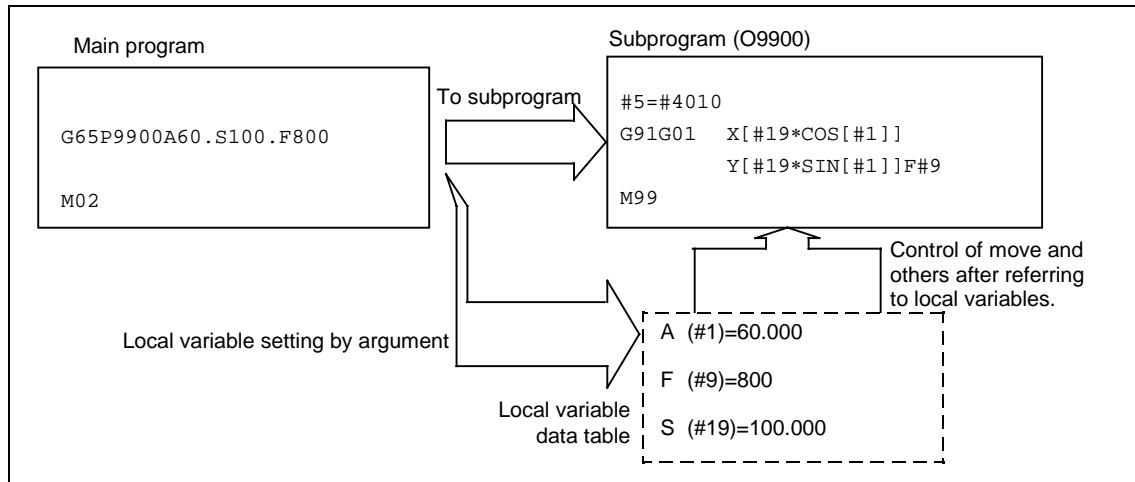 Main program
G65P9900A60.S100.F800
M02
To subprogram
Subprogram (O9900)
#5=#4010
G91G01 X[#19*COS[#1]]
Y[#19*SIN[#1]]F#9
M99
Control of move and
others after referring
to local variables.
Local variable setting by argument
Local variable
data table
A (#1)=60.000
F (#9)=800
S (#19)=100.000